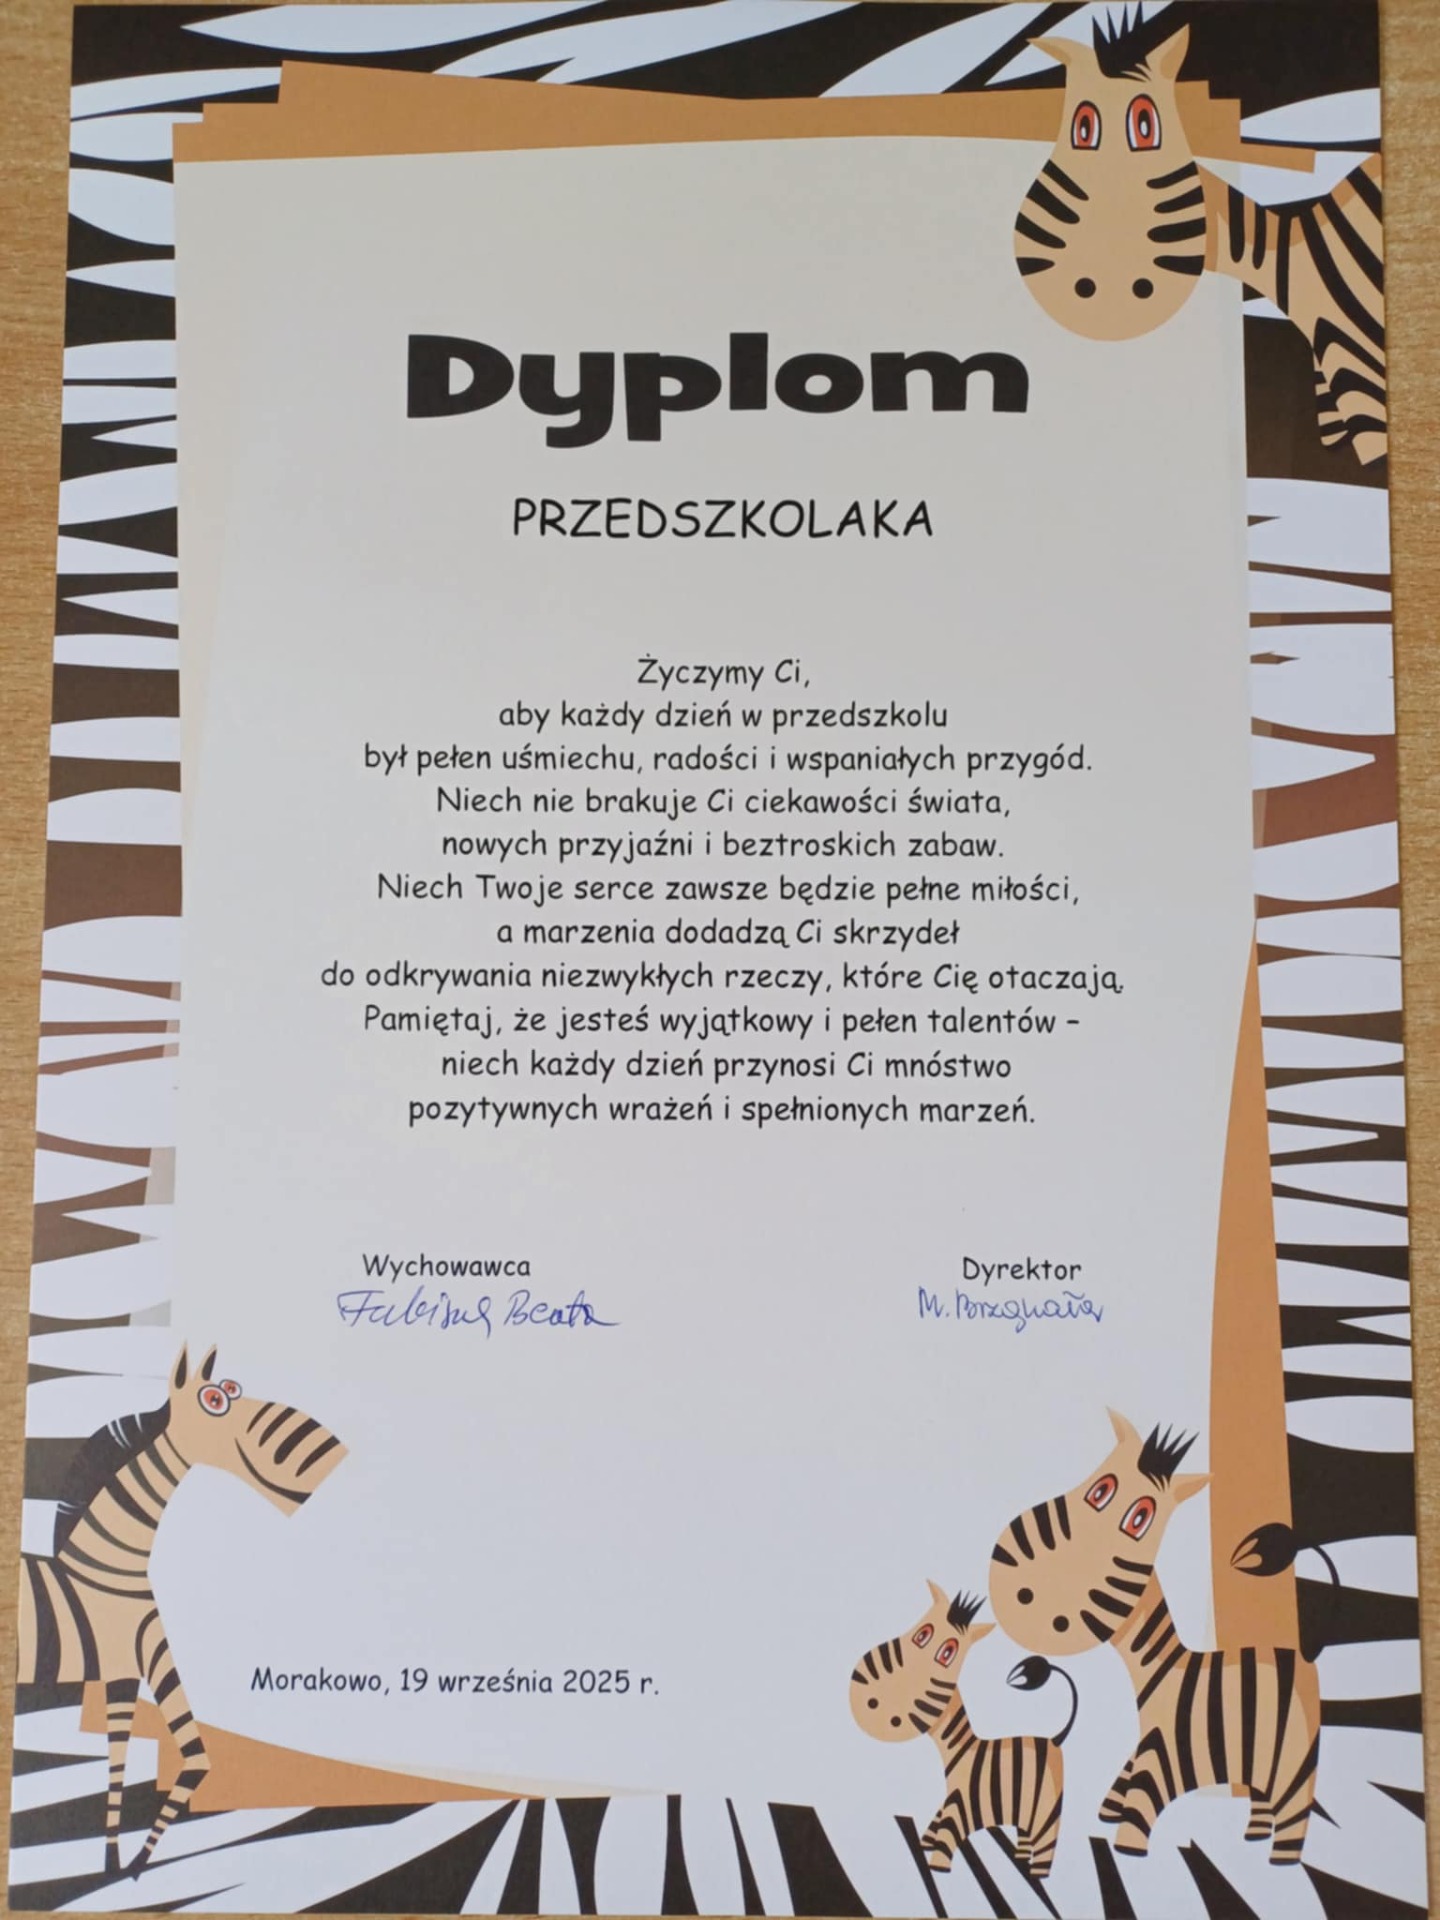 Dyplom
PRZEDSZKOLAKA
Życzymy Ci,
aby każdy dzień w przedszkolu
był pełen uśmiechu, radości i wspaniałych przygód.
Niech nie brakuje Ci ciekawości świata,
nowych przyjaźni i beztroskich zabaw.
Niech Twoje serce zawsze będzie pełne miłości,
a marzenia dodadzą Ci skrzydeł
do odkrywania niezwykłych rzeczy, które Cię otaczają.
Pamiętaj, że jesteś wyjątkowy i pełen talentów –
niech każdy dzień przynosi Ci mnóstwo
pozytywnych wrażeń i spełnionych marzeń.
Wychowawca Dyrektor
Beata M.
Morakowo, 19 września 2025 r.